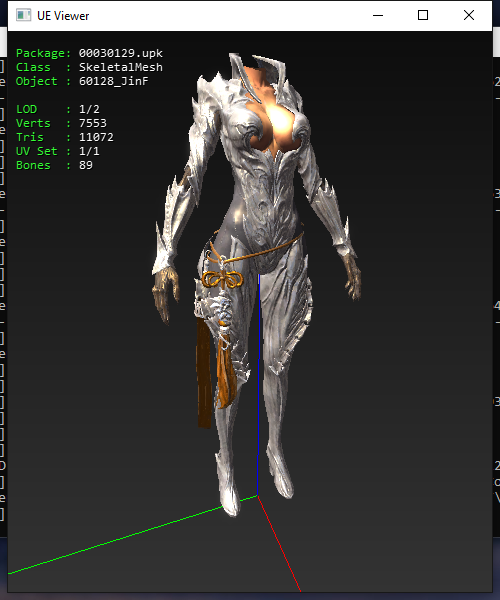 UE Viewer
Package: 00030129.upk
Class : SkeletalMesh
Object : 60128_JinF
LOD : 1/2
Verts : 7553
Tris : 11072
UV Set : 1/1
Bones : 89